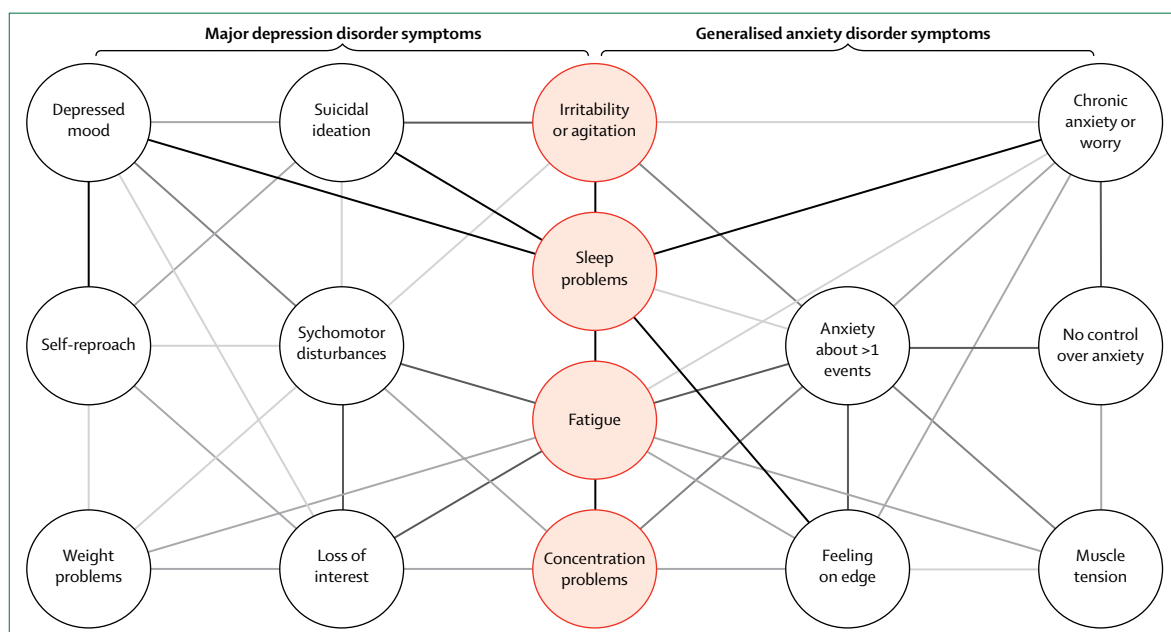 Major depression disorder symptoms
Generalised anxiety disorder symptoms
Depressed
mood
Suicidal
ideation
Irritability
or agitation
Chronic
anxiety or
worry
Sleep
problems
Self-reproach
Sychomotor
disturbances
Anxiety
about >1
events
No control
over anxiety
Fatigue
Weight
problems
Loss of
interest
Concentration
problems
Feeling
on edge
Muscle
tension